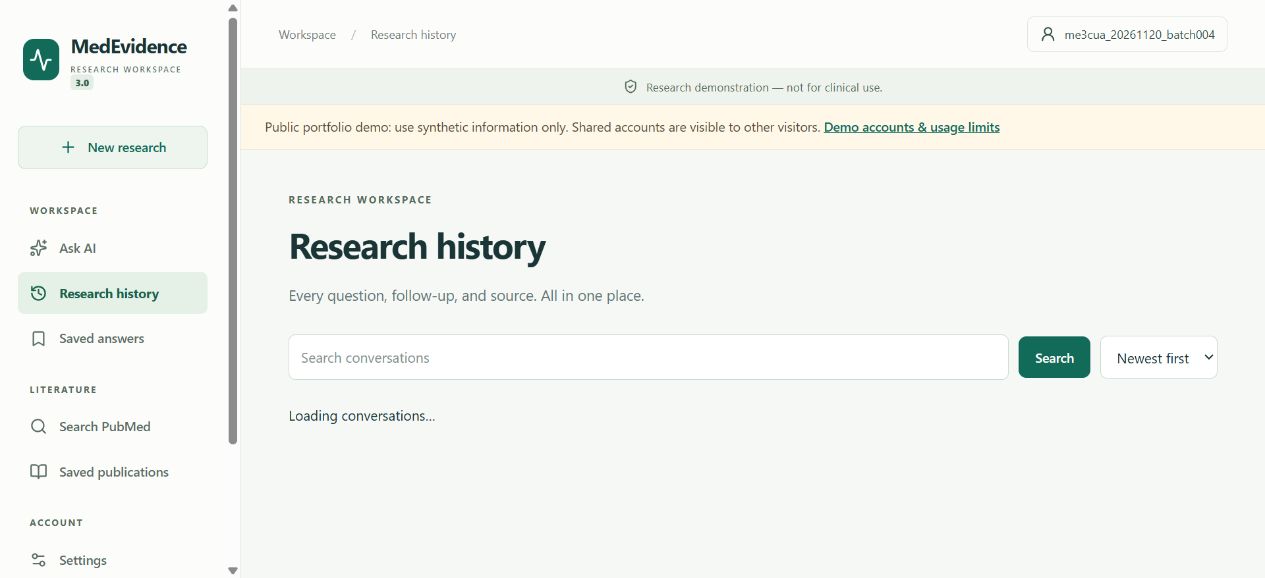 MedEvidence
RESEARCH WORKSPACE
3.0
New research
WORKSPACE
Ask AI
Research history
Saved answers
LITERATURE
Search PubMed
Saved publications
ACCOUNT
Settings
Workspace / Research history
me3cua_20261120_batch004
Research demonstration — not for clinical use.
Public portfolio demo: use synthetic information only. Shared accounts are visible to other visitors. Demo accounts & usage limits
RESEARCH WORKSPACE
Research history
Every question, follow-up, and source. All in one place.
Search conversations
Search
Newest first
Loading conversations...